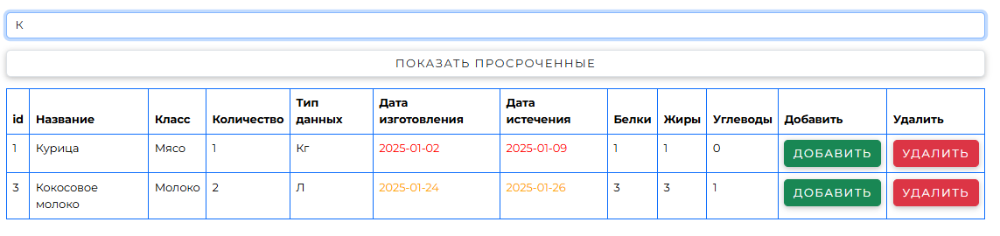 К
ПОКАЗАТЬ ПРОСРОЧЕННЫЕ
id Название Класс Количество Тип данных Дата изготовления Дата истечения Белки Жиры Углеводы Добавить Удалить
1 Курица Мясо 1 Кг 2025-01-02 2025-01-09 1 1 0 ДОБАВИТЬ УДАЛИТЬ
3 Кокосовое молоко Молоко 2 Л 2025-01-24 2025-01-26 3 3 1 ДОБАВИТЬ УДАЛИТЬ